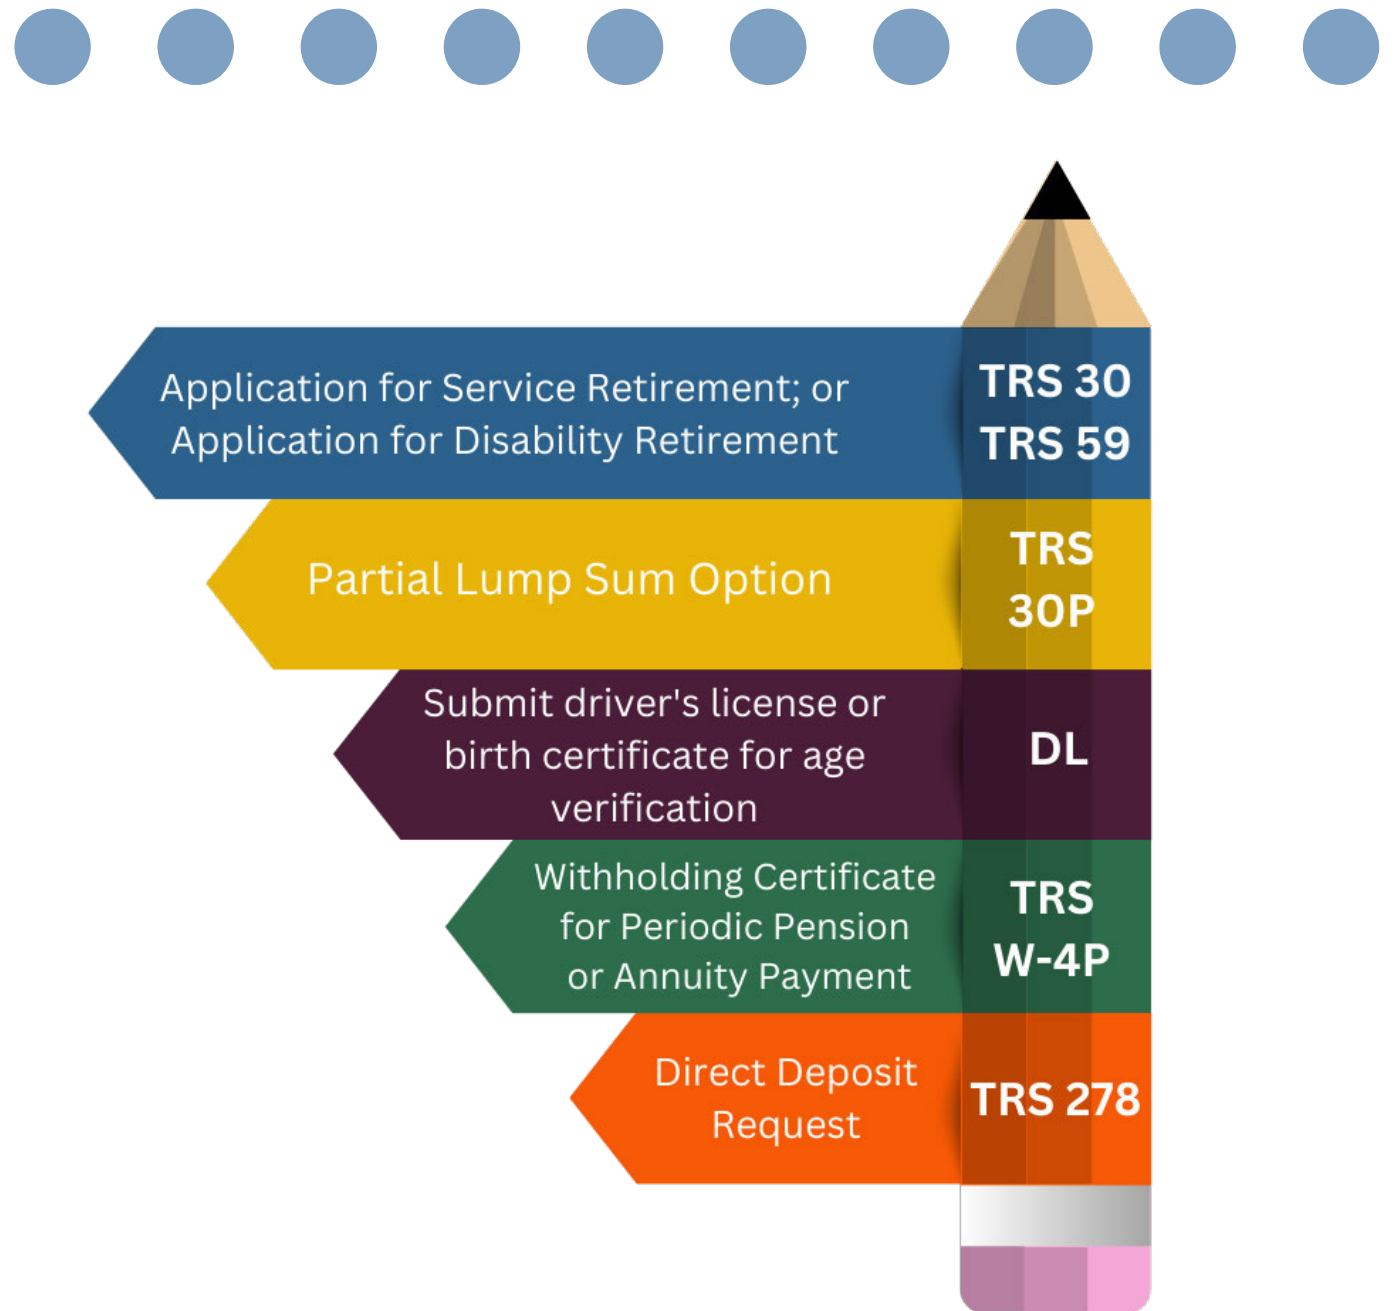 Application for Service Retirement; or
Application for Disability Retirement
TRS 30
TRS 59
Partial Lump Sum Option
TRS
30P
Submit driver's license or
birth certificate for age
verification
DL
Withholding Certificate
for Periodic Pension
or Annuity Payment
TRS
W-4P
Direct Deposit
Request
TRS 278